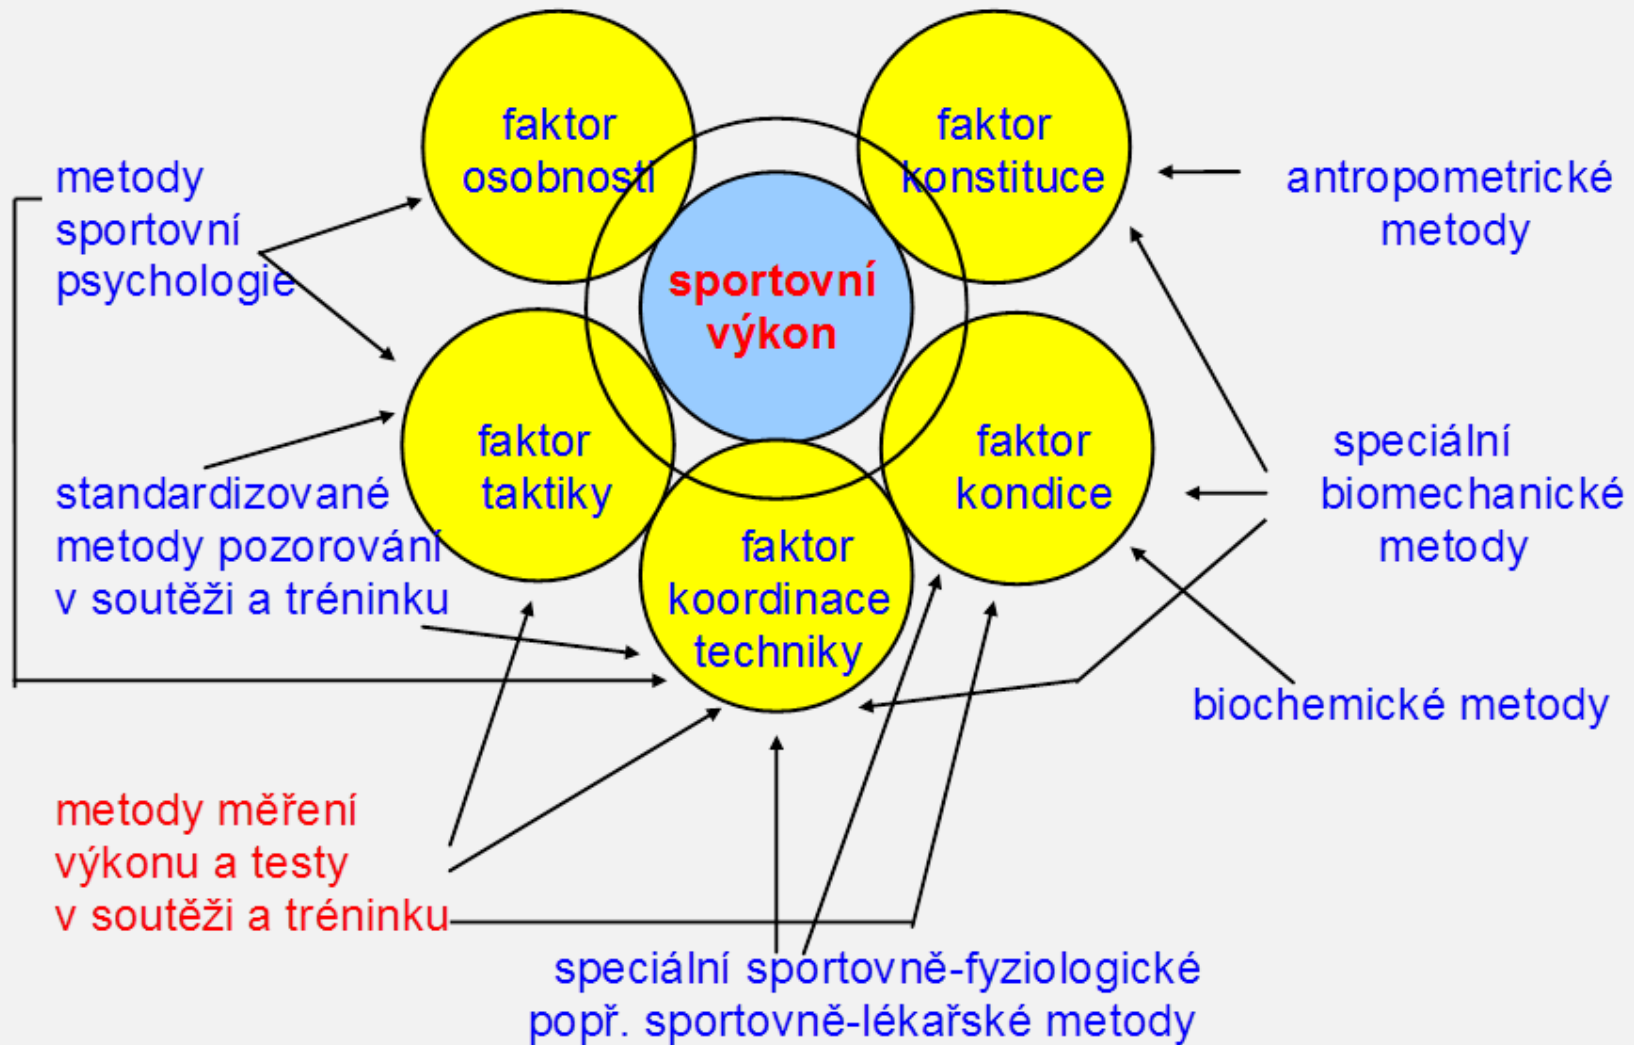 faktor
osobnosti
faktor
konstituce
metody
sportovní
psychologie
antropometrické
metody
sportovní
výkon
faktor
taktiky
faktor
kondice
speciální
biomechanické
metody
standardizované
metody pozorování
v soutěži a tréninku
faktor
koordinace
techniky
biochemické metody
metody měření
výkonu a testy
v soutěži a tréninku
speciální sportovně-fyziologické
popř. sportovně-lékařské metody